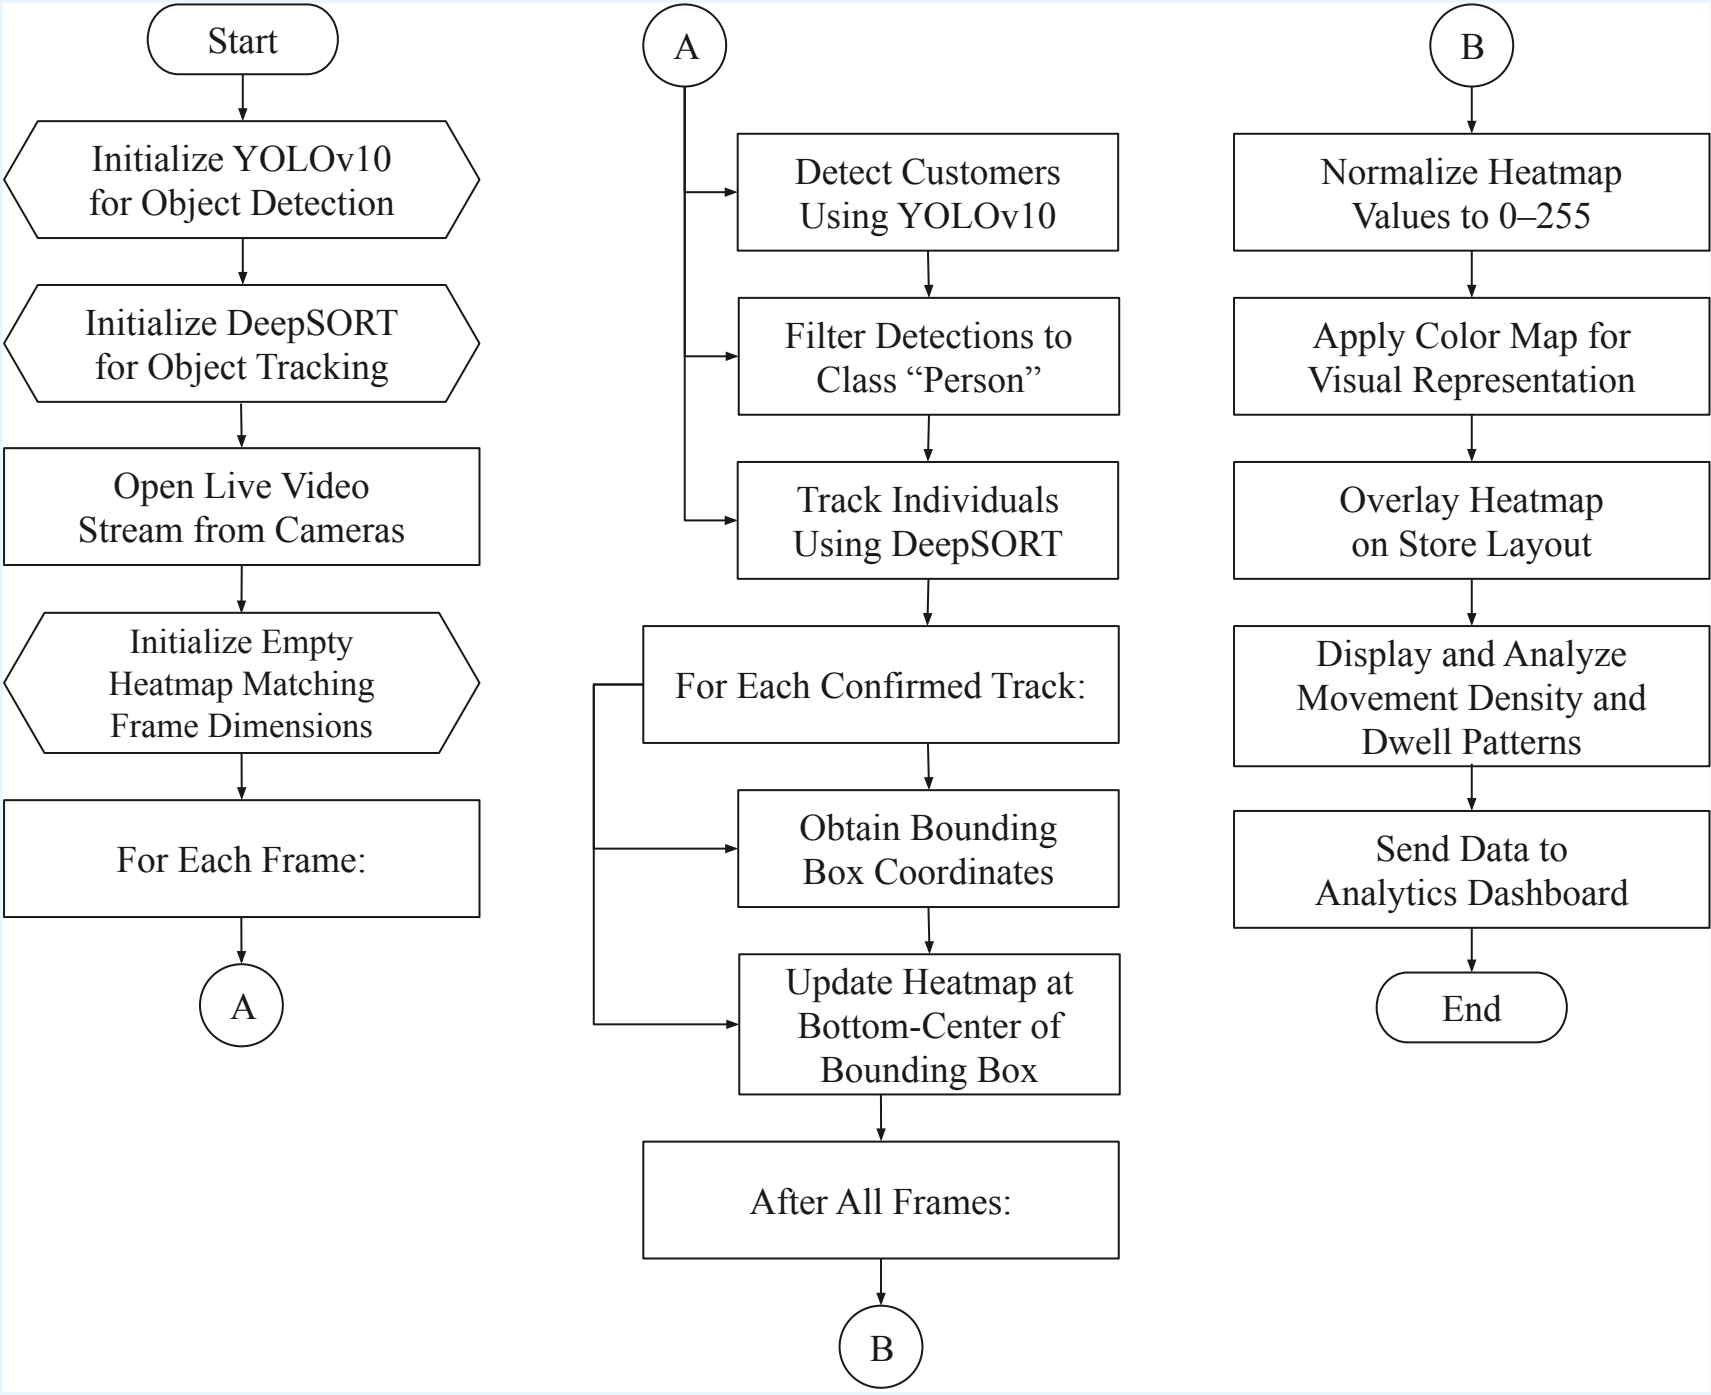 Start
Initialize YOLOv10
for Object Detection
Initialize DeepSORT
for Object Tracking
Open Live Video
Stream from Cameras
Initialize Empty
Heatmap Matching
Frame Dimensions
For Each Frame:
A
A
Detect Customers
Using YOLOv10
Filter Detections to
Class “Person”
Track Individuals
Using DeepSORT
For Each Confirmed Track:
Obtain Bounding
Box Coordinates
Update Heatmap at
Bottom-Center of
Bounding Box
After All Frames:
B
B
Normalize Heatmap
Values to 0–255
Apply Color Map for
Visual Representation
Overlay Heatmap
on Store Layout
Display and Analyze
Movement Density and
Dwell Patterns
Send Data to
Analytics Dashboard
End